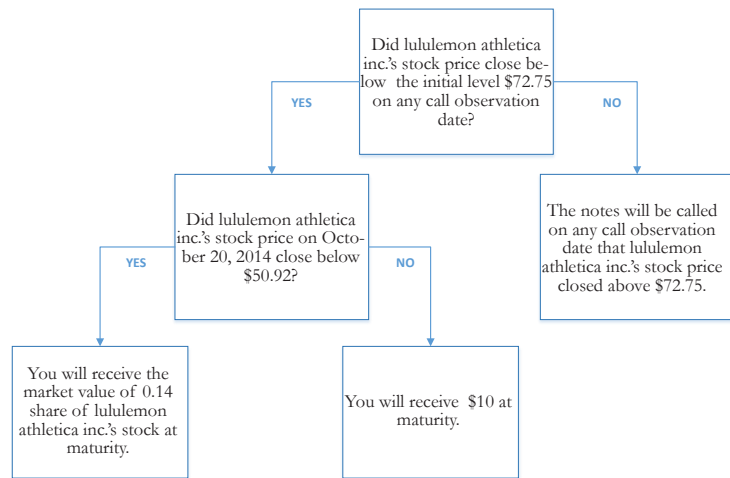 Did lululemon athletica
inc.'s stock price close be-
low the initial level $72.75
on any call observation
date?
YES
NO
Did lululemon athletica
inc.'s stock price on Octo-
ber 20, 2014 close below
$50.92?
The notes will be called
on any call observation
date that lululemon
athletica inc.'s stock price
closed above $72.75.
YES
NO
You will receive the
market value of 0.14
share of lululemon
athletica inc.'s stock at
maturity.
You will receive $10 at
maturity.